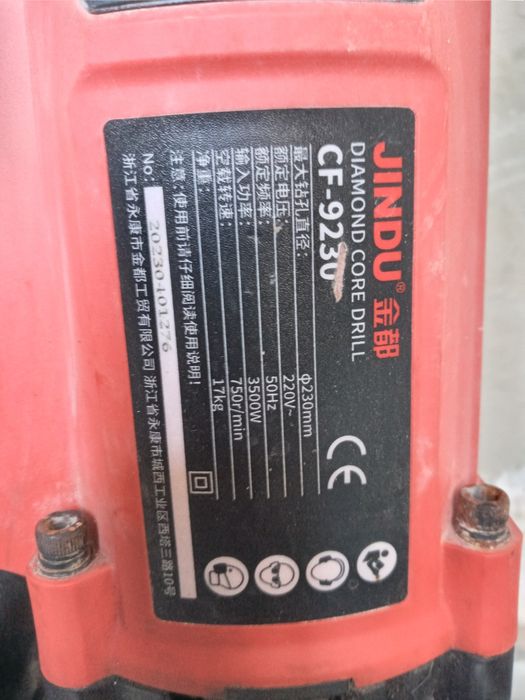 JINDU® 金都
DIAMOND CORE DRILL
CF-9230
最大钻孔直径: Φ230mm
额定电压: 220V~
额定频率: 50Hz
输入功率: 3500W
空载转速: 750r/min
净重: 17kg
注意:使用前请仔细阅读使用说明!
No: 20230401276
浙江省永康市金都工贸有限公司 浙江省永康市城西工业区西塔三路10号
CE